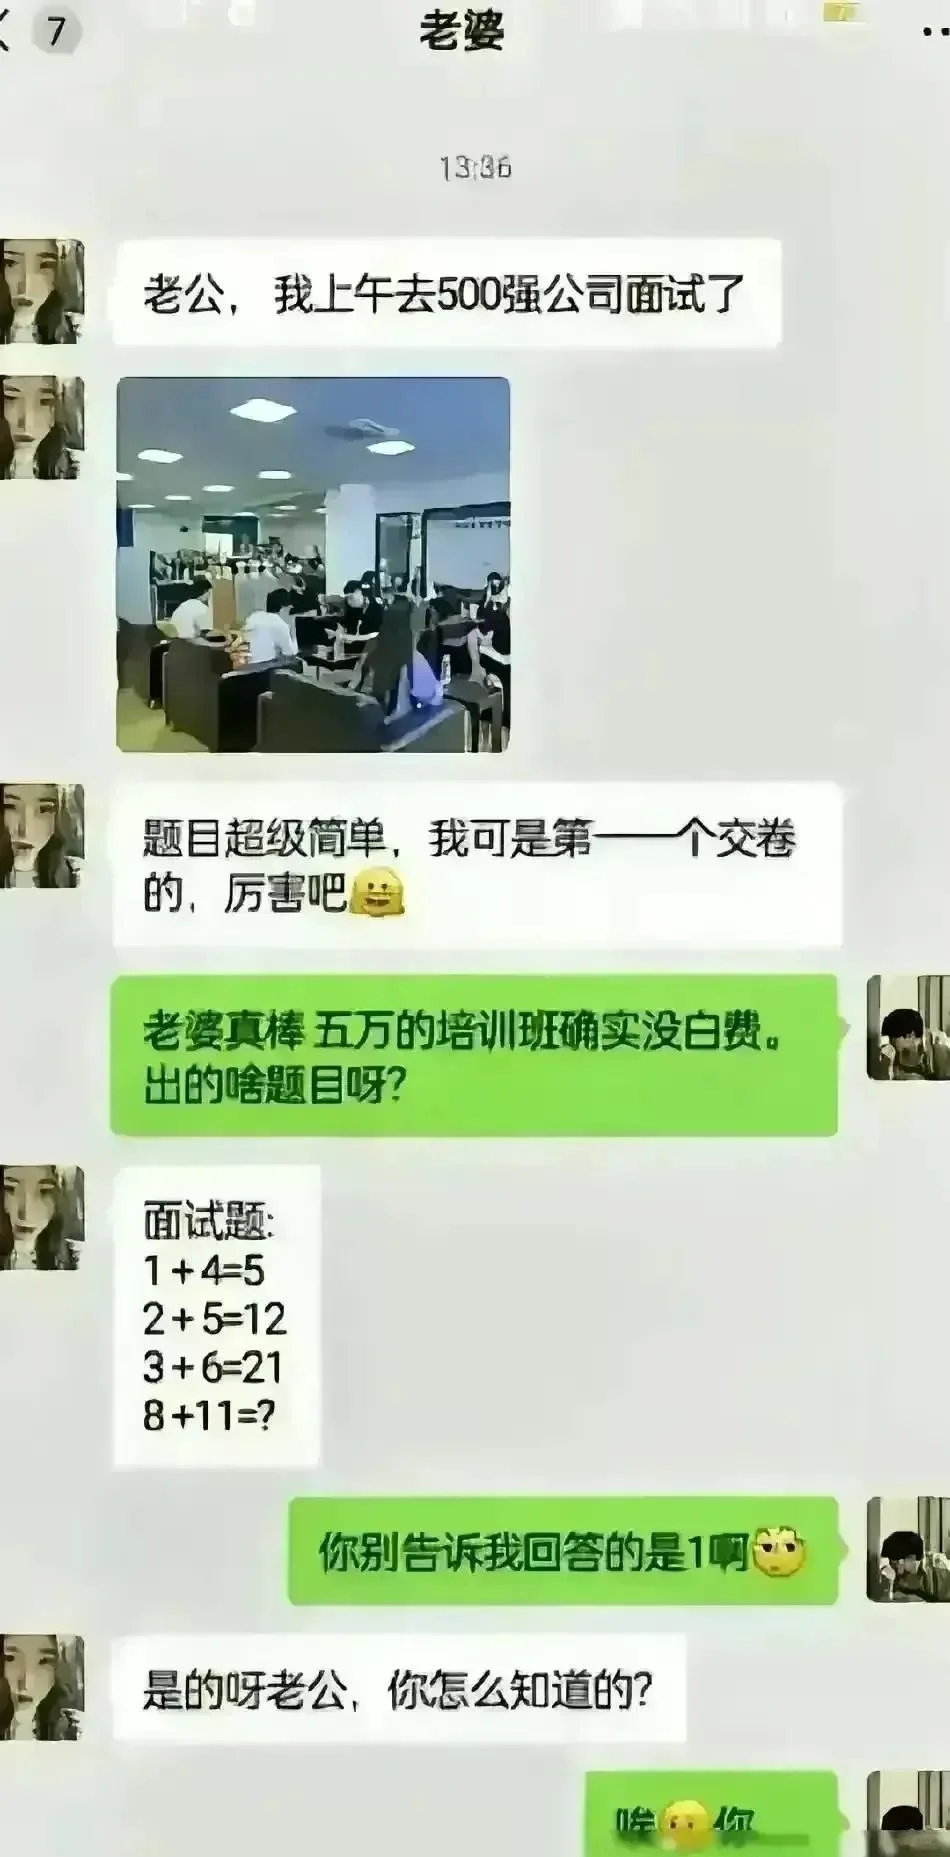 7
老婆
13:36
老公，我上午去500强公司面试了
题目超级简单，我可是第一一个交卷
的，厉害吧
老婆真棒 五万的培训班确实没白费。
出的啥题目呀？
面试题:
1+4=5
2+5=12
3+6=21
8+11=?
你别告诉我回答的是1啊
是的呀老公，你怎么知道的？
唉 你